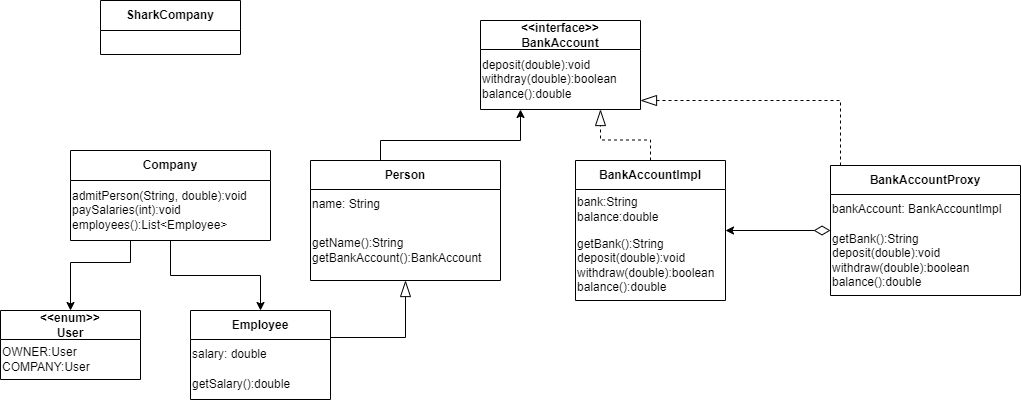 SharkCompany
<<interface>>
BankAccount
deposit(double):void
withdray(double):boolean
balance():double
Company
admitPerson(String, double):void
paySalaries(int):void
employees():List<Employee>
Person
name: String
getName():String
getBankAccount():BankAccount
BankAccountImpl
bank:String
balance:double
getBank():String
deposit(double):void
withdraw(double):boolean
balance():double
BankAccountProxy
bankAccount: BankAccountImpl
getBank():String
deposit(double):void
withdraw(double):boolean
balance():double
<<enum>>
User
OWNER:User
COMPANY:User
Employee
salary: double
getSalary():double